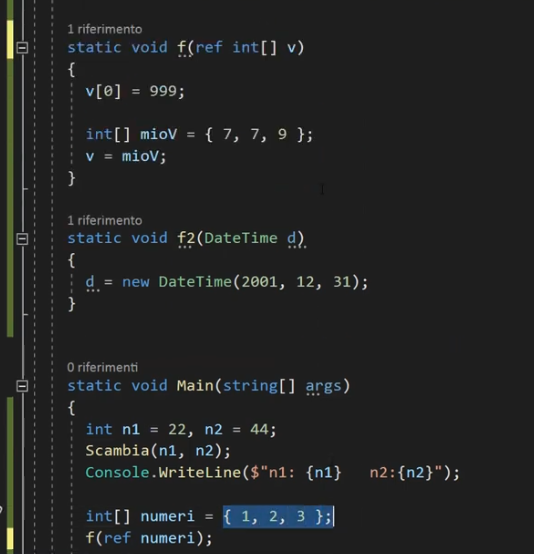 1 riferimento
static void f(ref int[] v)
{
v[0] = 999;
int[] mioV = { 7, 7, 9 };
v = mioV;
}
1 riferimento
static void f2(DateTime d)
{
d = new DateTime(2001, 12, 31);
}
0 riferimenti
static void Main(string[] args)
{
int n1 = 22, n2 = 44;
Scambia(n1, n2);
Console.WriteLine($"n1: {n1}   n2:{n2}");
int[] numeri = { 1, 2, 3 };
f(ref numeri);